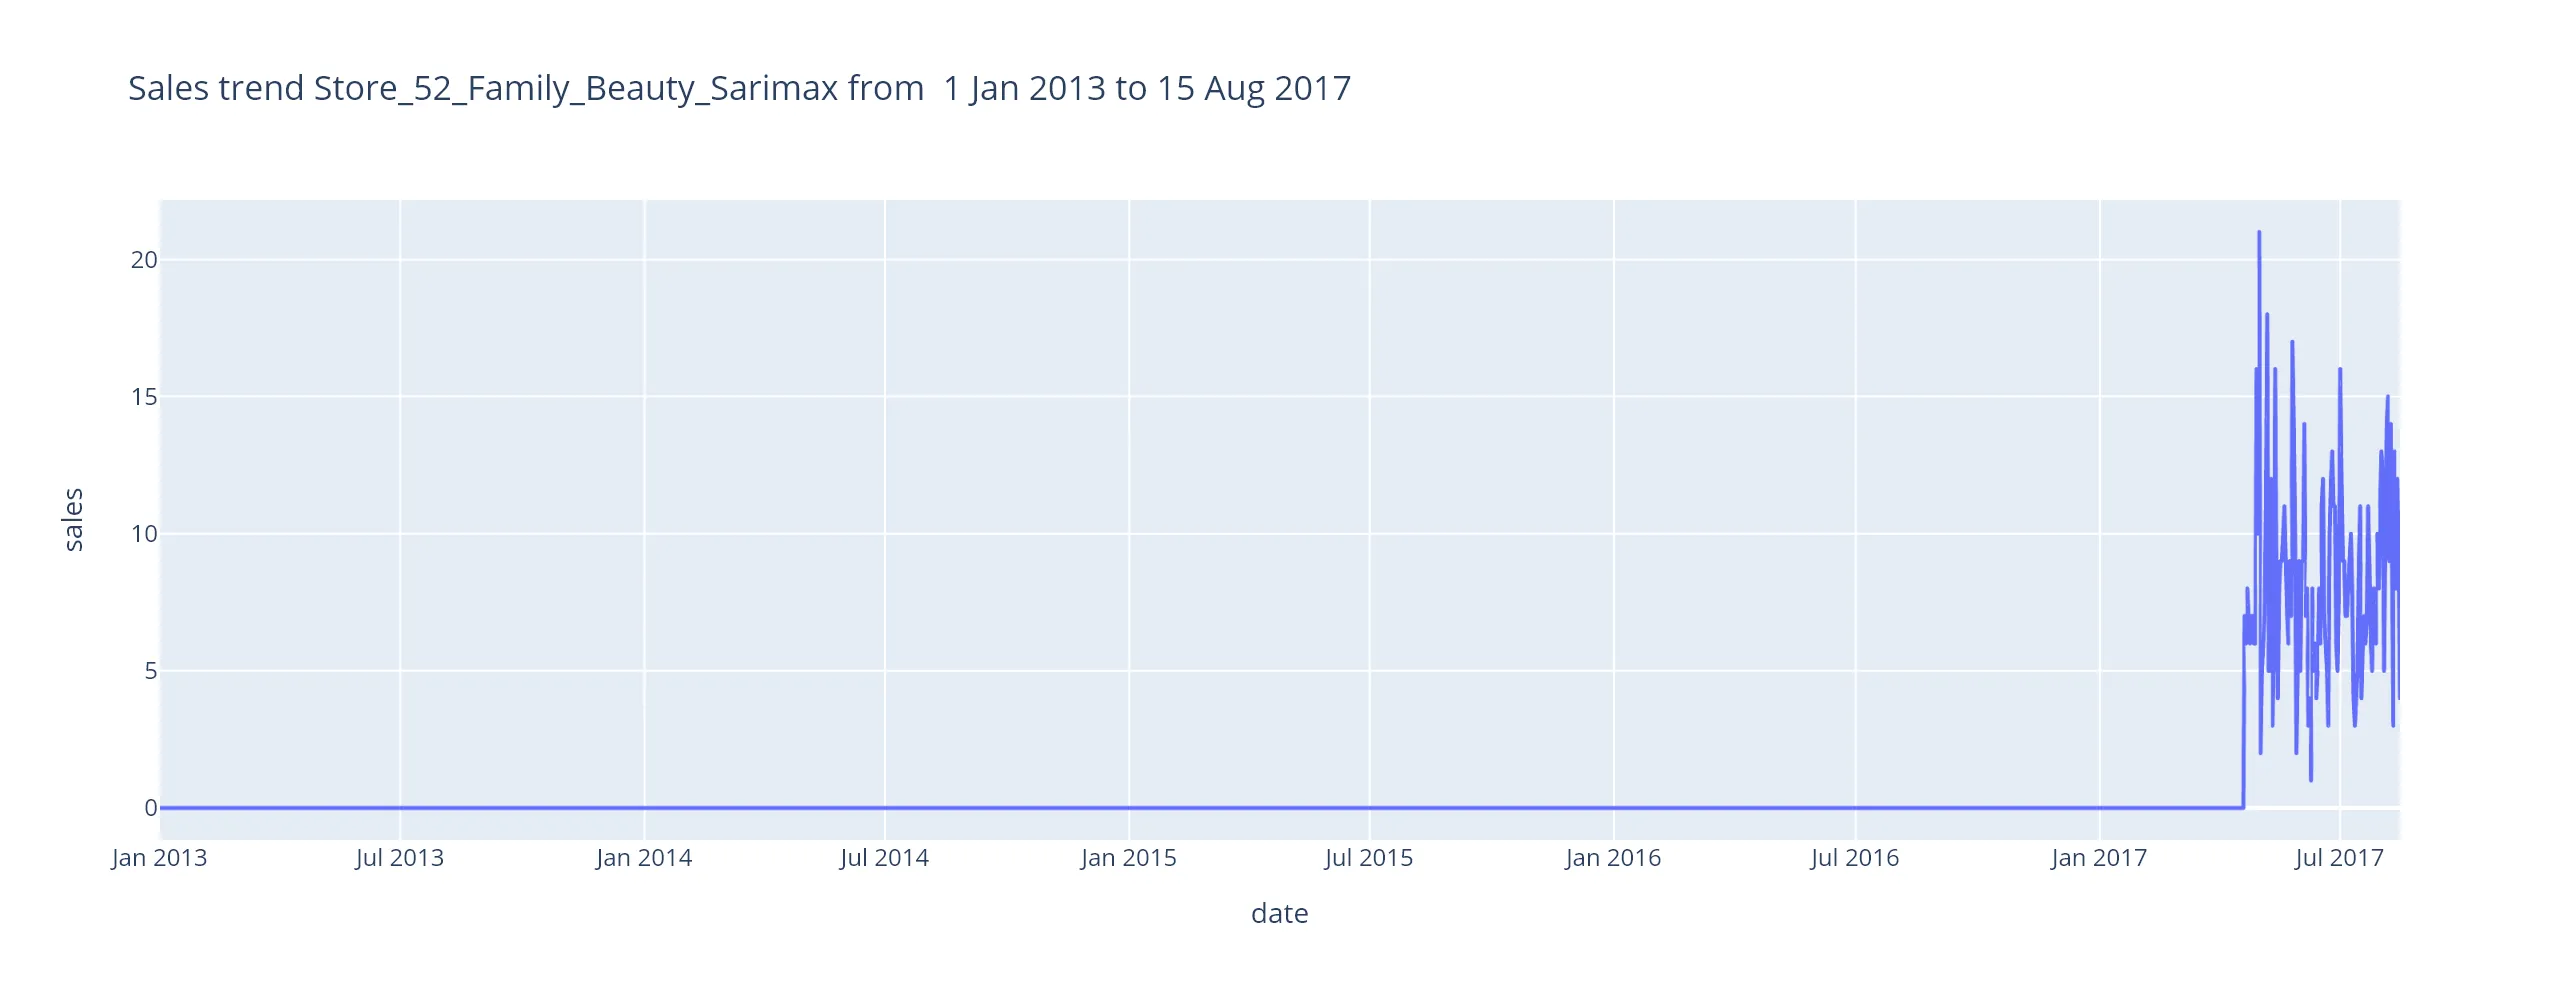 Sales trend Store_52_Family_Beauty_Sarimax from  1 Jan 2013 to 15 Aug 2017
20
15
10
5
0
sales
Jan 2013 Jul 2013 Jan 2014 Jul 2014 Jan 2015 Jul 2015 Jan 2016 Jul 2016 Jan 2017 Jul 2017
date